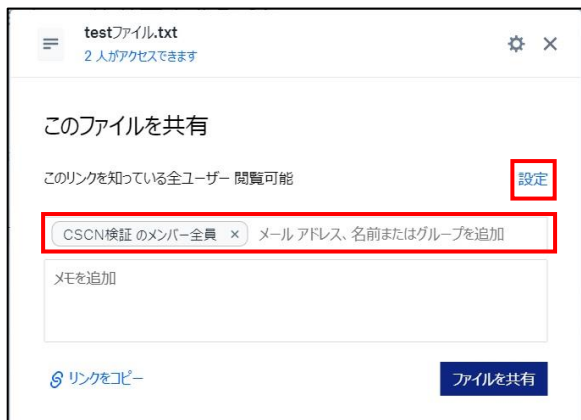 testファイル.txt
2 人がアクセスできます
このファイルを共有
このリンクを知っている全ユーザー 閲覧可能
設定
CSCN検証 のメンバー全員 × メール アドレス、名前またはグループを追加
メモを追加
リンクをコピー
ファイルを共有